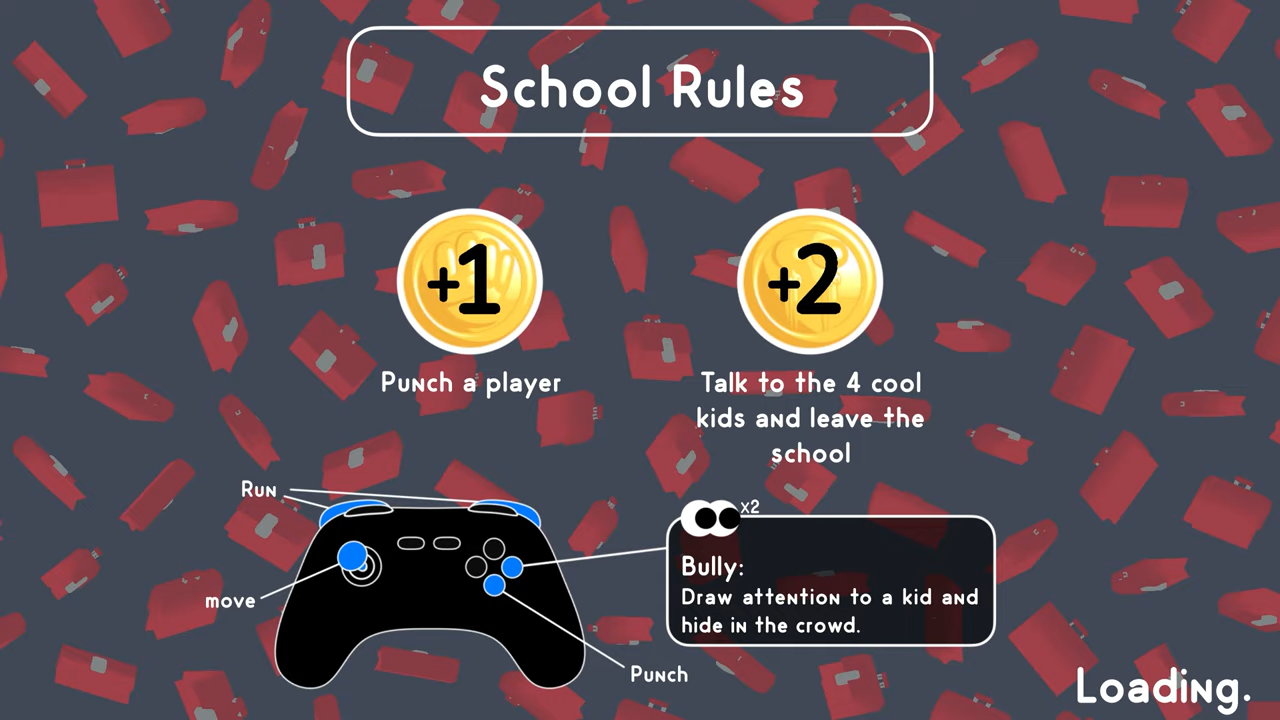 School Rules
+1
+2
Punch a player
Talk to the 4 cool
kids and leave the
school
Run
x2
Bully:
Draw attention to a kid and
hide in the crowd.
move
Punch
Loading.